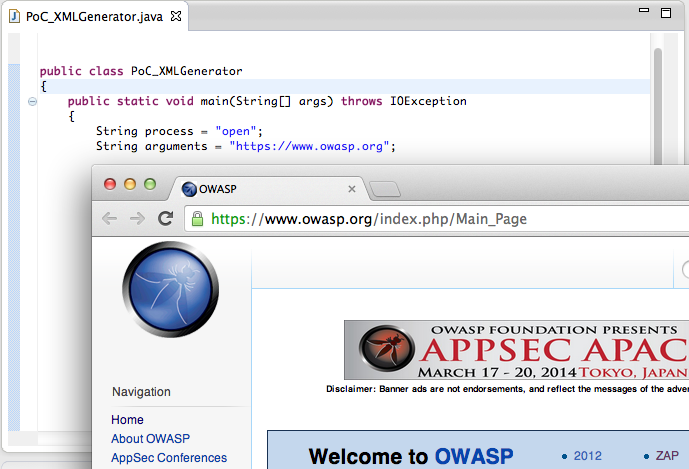 PoC_XMLGenerator.java
public class PoC_XMLGenerator
{
public static void main(String[] args) throws IOException
{
String process = "open";
String arguments = "https://www.owasp.org";
OWASP
https://www.owasp.org/index.php/Main_Page
OWASP FOUNDATION PRESENTS
APPSEC APAC
MARCH 17 - 20, 2014 TOKYO, JAPAN
Disclaimer: Banner ads are not endorsements, and reflect the messages of the
Navigation
Home
About OWASP
AppSec Conferences
Welcome to OWASP
• 2012 • ZAP